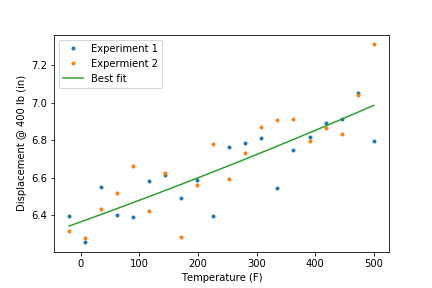 Experiment 1
Expermient 2
Best fit
Displacement @ 400 lb (in)
7.2
7.0
6.8
6.6
6.4
0
100
200
300
400
500
Temperature (F)